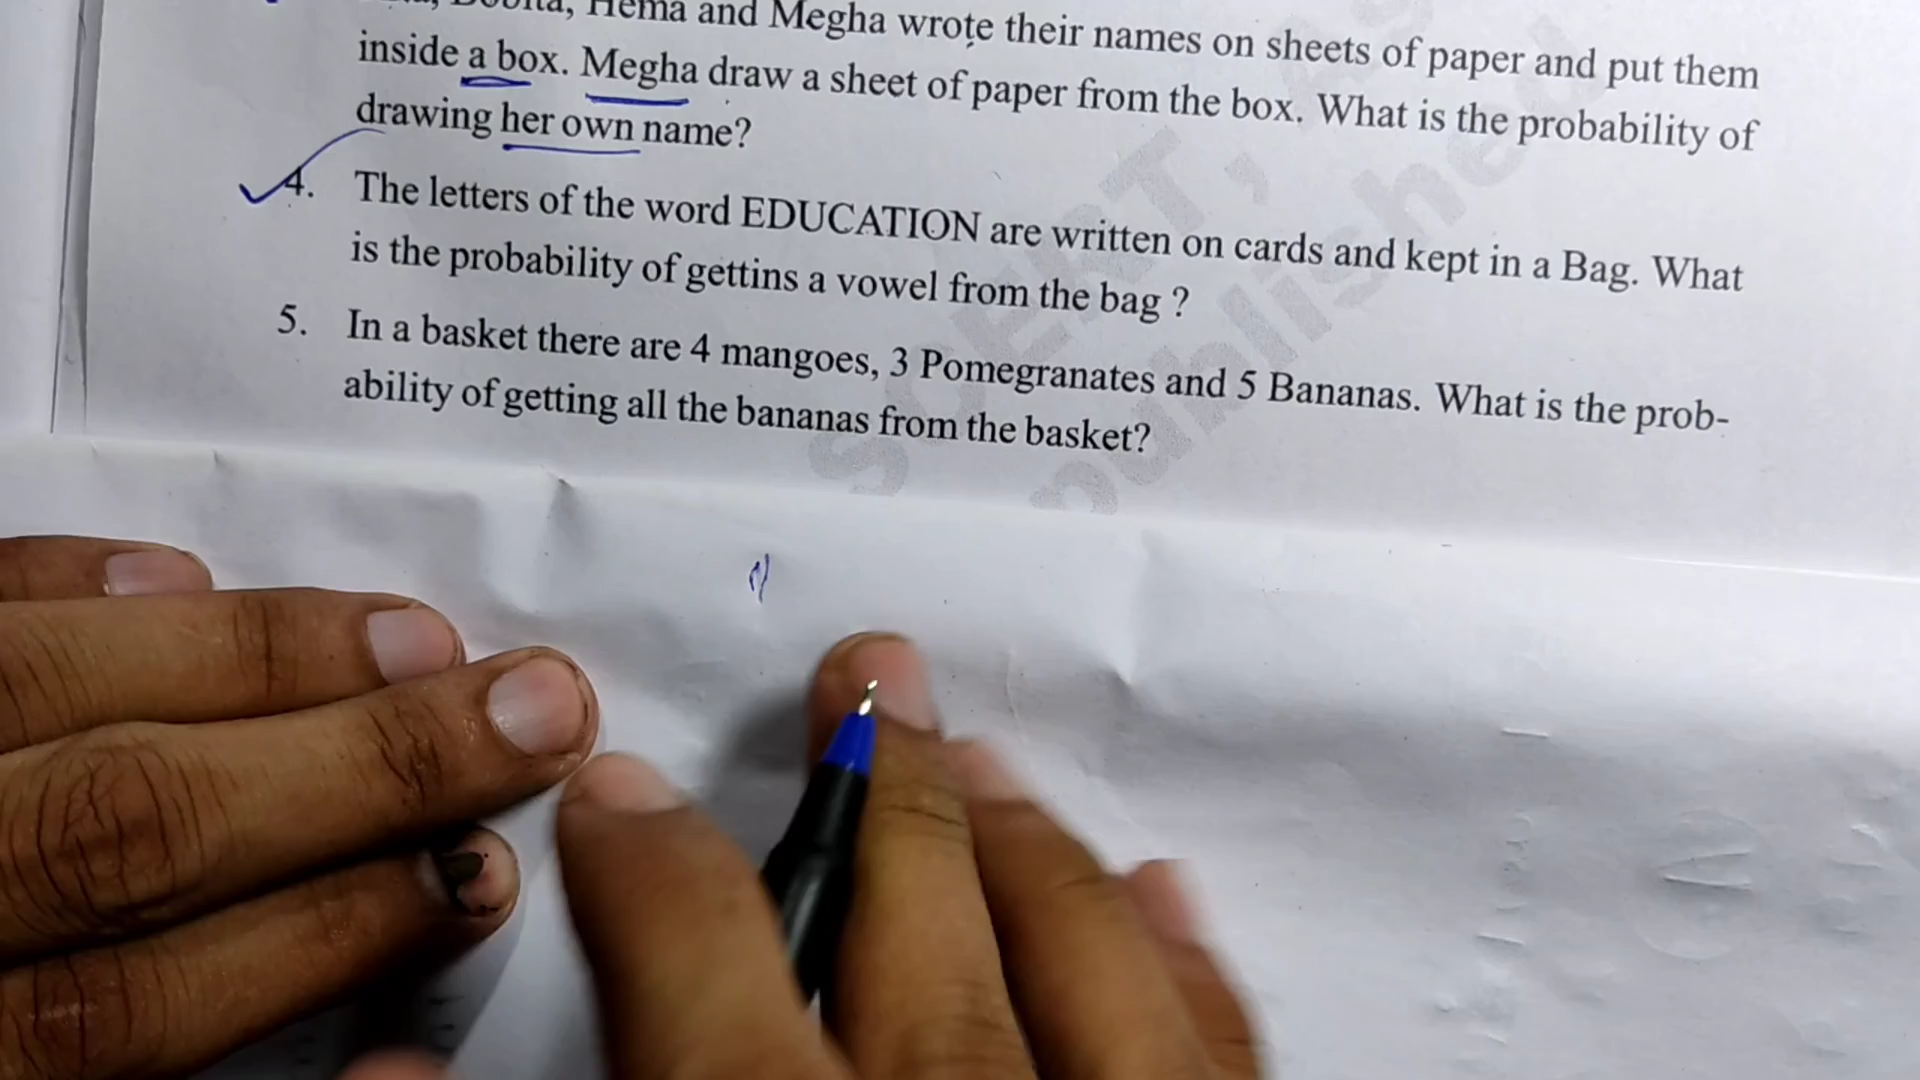 Hema and Megha wrote their names on sheets of paper and put them
inside a box. Megha draw a sheet of paper from the box. What is the probability of
drawing her own name?
4. The letters of the word EDUCATION are written on cards and kept in a Bag. What
is the probability of gettins a vowel from the bag ?
5. In a basket there are 4 mangoes, 3 Pomegranates and 5 Bananas. What is the prob-
ability of getting all the bananas from the basket?
SCERT,
published